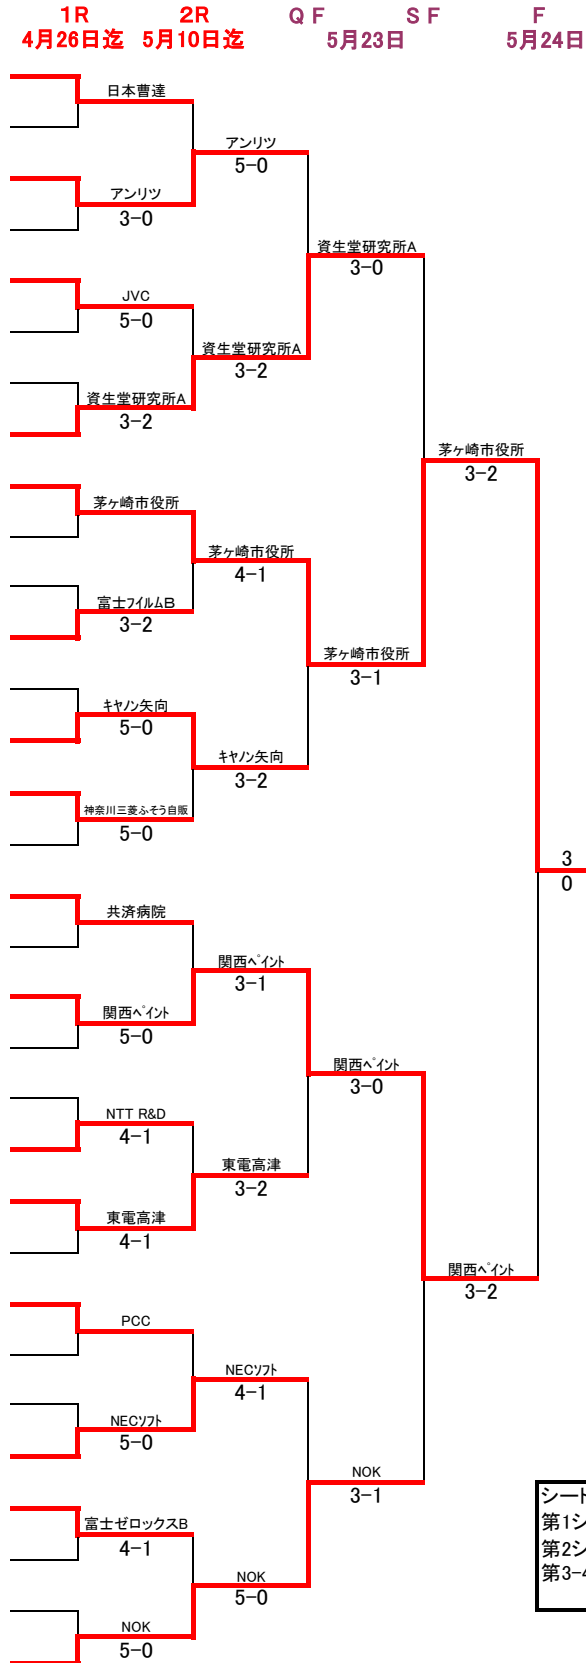 1R 2R Q F S F F
4月26日迄 5月10日迄 5月23日 5月24日
日本曹達
アンリツ
5-0
アンリツ
3-0
資生堂研究所A
3-0
JVC
5-0
資生堂研究所A
3-2
資生堂研究所A
3-2
茅ヶ崎市役所
3-2
茅ヶ崎市役所
茅ヶ崎市役所
4-1
富士フイルムB
3-2
茅ヶ崎市役所
3-1
キヤノン矢向
5-0
キヤノン矢向
3-2
神奈川三菱ふそう自販
5-0
3
0
共済病院
関西ペイント
3-1
関西ペイント
5-0
関西ペイント
3-0
NTT R&D
4-1
東電高津
3-2
東電高津
4-1
関西ペイント
3-2
PCC
NECソフト
4-1
NECソフト
5-0
NOK
3-1
富士ゼロックスB
4-1
NOK
5-0
NOK
5-0
シート
第1シ
第2シ
第3-4